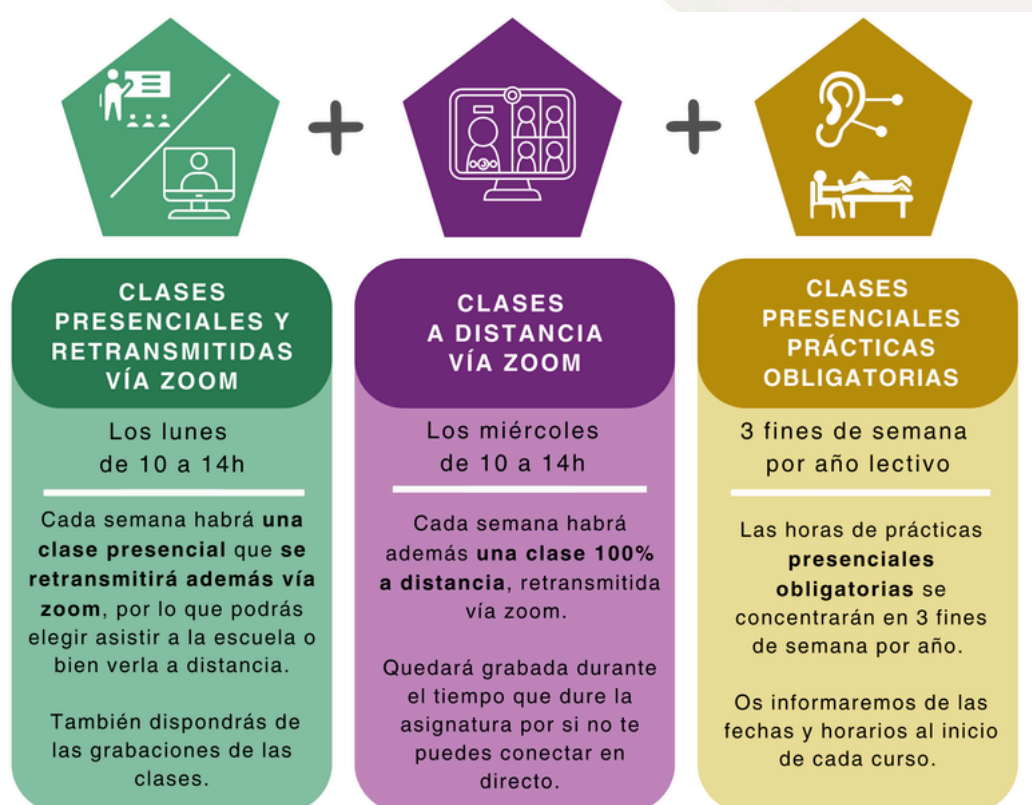 CLASES
PRESENCIALES Y
RETRANSMITIDAS
VÍA ZOOM
Los lunes
de 10 a 14h
Cada semana habrá una
clase presencial que se
retransmitirá además vía
zoom, por lo que podrás
elegir asistir a la escuela o
bien verla a distancia.
También dispondrás de
las grabaciones de las
clases.
CLASES
A DISTANCIA
VÍA ZOOM
Los miércoles
de 10 a 14h
Cada semana habrá
además una clase 100%
a distancia, retransmitida
vía zoom.
Quedará grabada durante
el tiempo que dure la
asignatura por si no te
puedes conectar en
directo.
CLASES
PRESENCIALES
PRÁCTICAS
OBLIGATORIAS
3 fines de semana
por año lectivo
Las horas de prácticas
presenciales
obligatorias se
concentrarán en 3 fines
de semana por año.
Os informaremos de las
fechas y horarios al inicio
de cada curso.